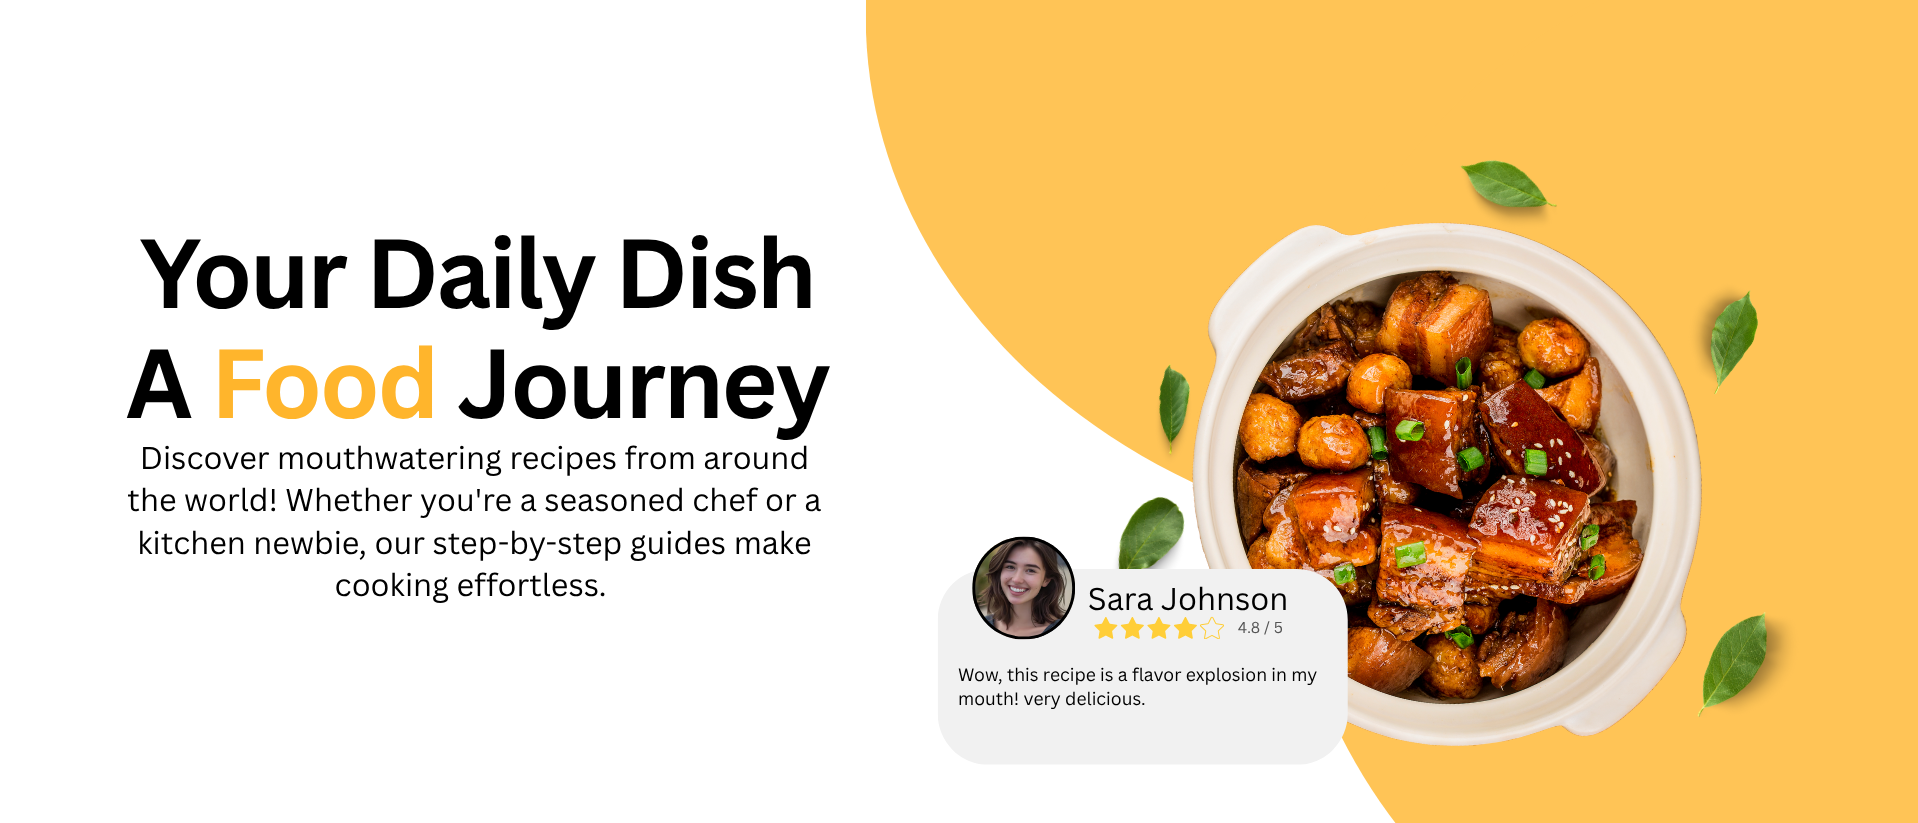 Your Daily Dish
A Food Journey
Discover mouthwatering recipes from around
the world! Whether you're a seasoned chef or a
kitchen newbie, our step-by-step guides make
cooking effortless.
Sara Johnson
4.8 / 5
Wow, this recipe is a flavor explosion in my
mouth! very delicious.